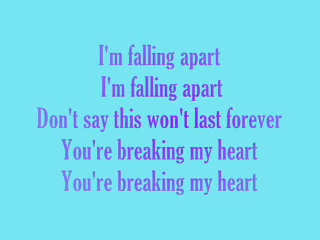 I'm falling apart
I'm falling apart
Don't say this won't last forever
You're breaking my heart
You're breaking my heart